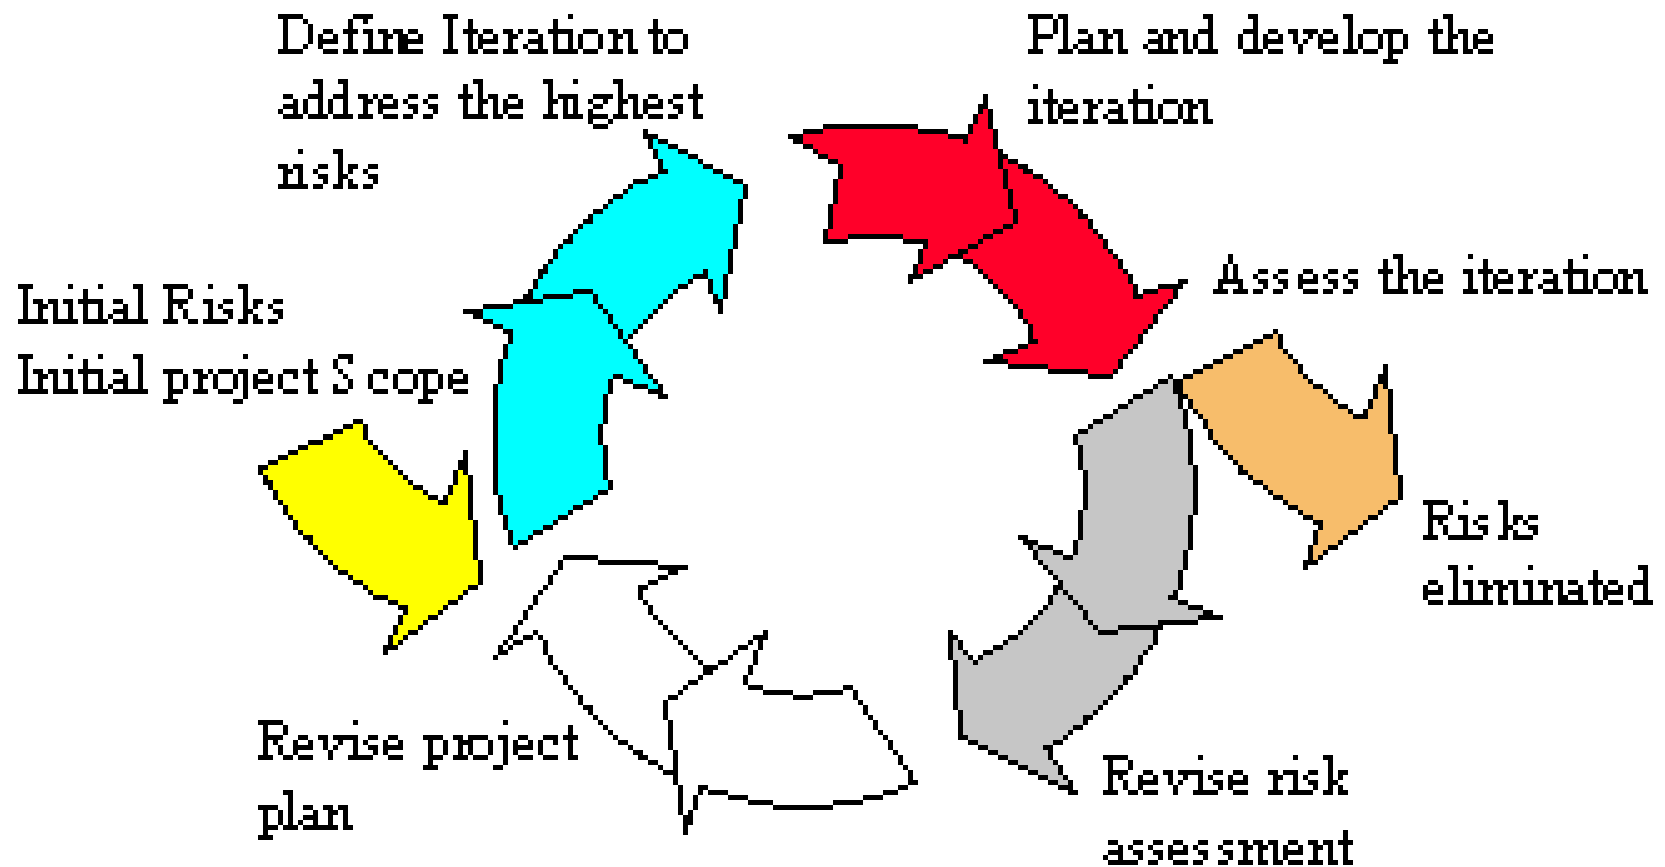 Define Iteration to
address the highest
risks
Plan and develop the
iteration
Assess the iteration
Initial Risks
Initial project S cope
Risks
eliminated
Revise project
plan
Revise risk
assessment